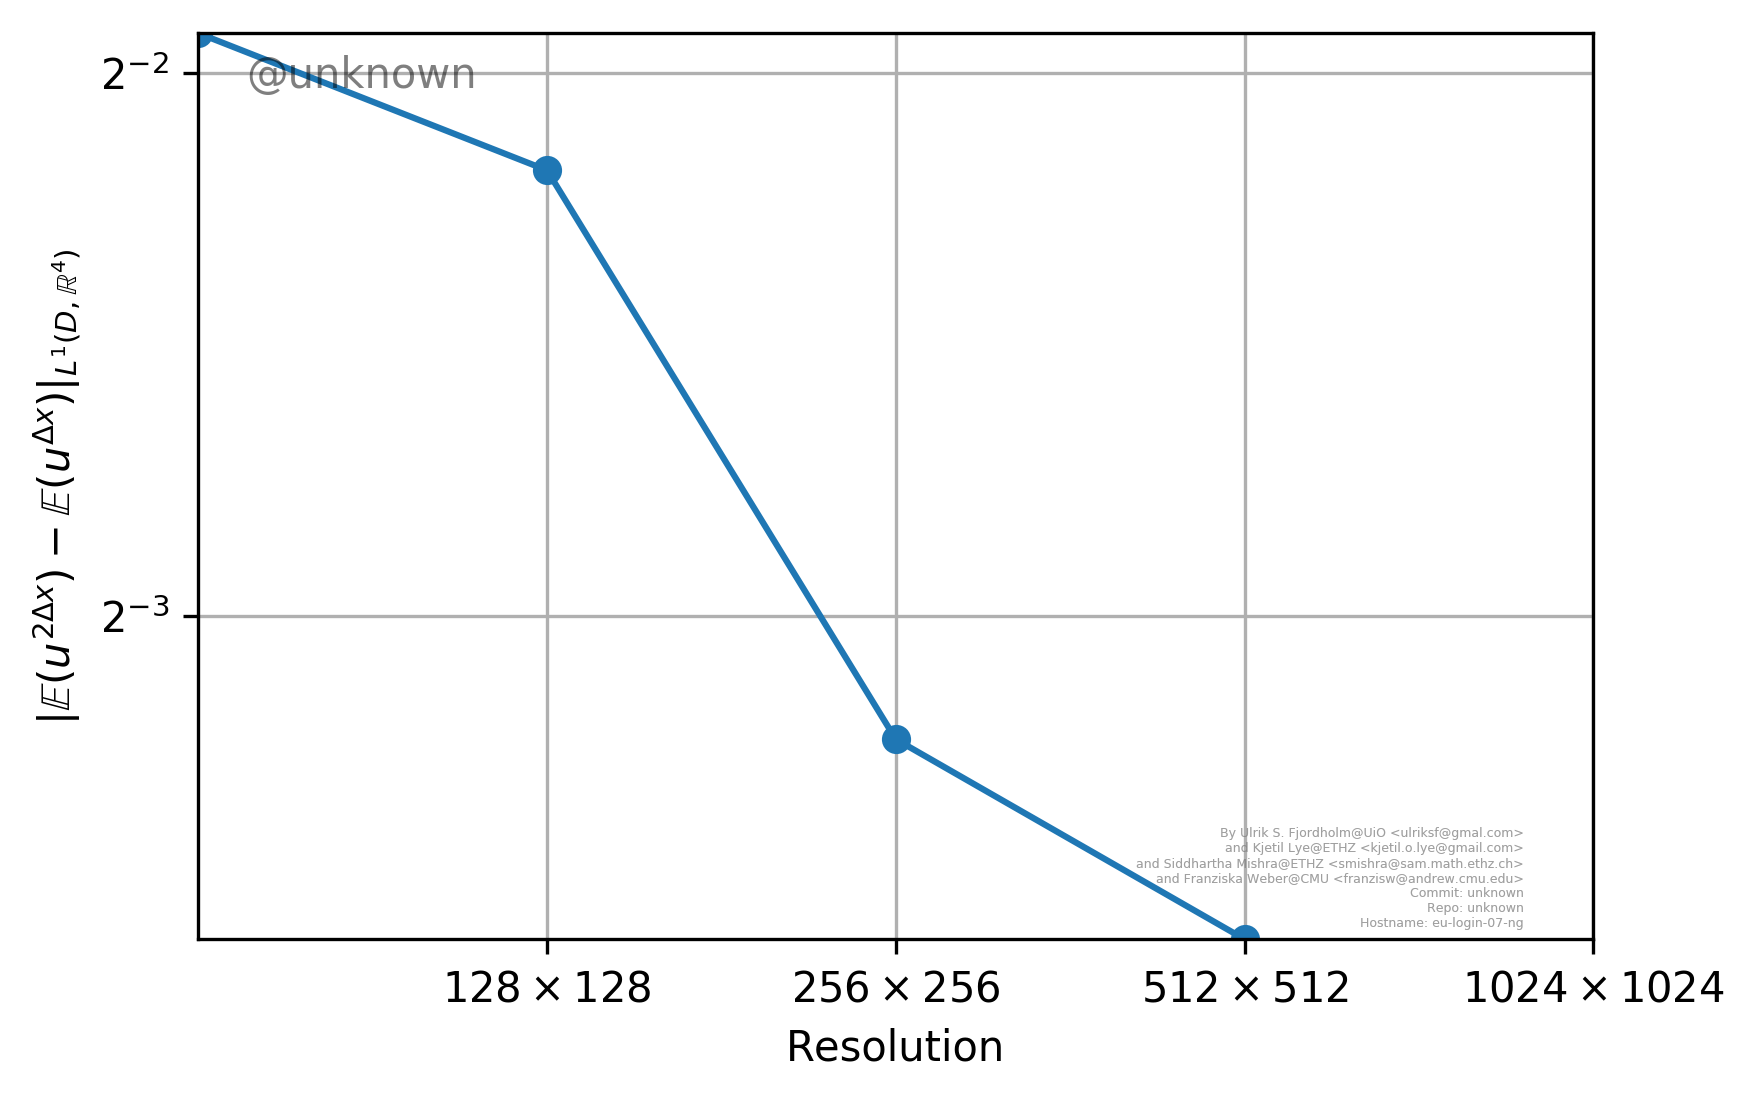 @unknown
2⁻²
2⁻³
|𝔼(u^{2Δx}) − 𝔼(u^{Δx})|_{L¹(D, ℝ⁴)}
By Ulrik S. Fjordholm@UiO <ulriksf@gmal.com>
and Kjetil Lye@ETHZ <kjetil.o.lye@gmail.com>
and Siddhartha Mishra@ETHZ <smishra@sam.math.ethz.ch>
and Franziska Weber@CMU <franzisw@andrew.cmu.edu>
Commit: unknown
Repo: unknown
Hostname: eu-login-07-ng
128 × 128 256 × 256 512 × 512 1024 × 1024
Resolution